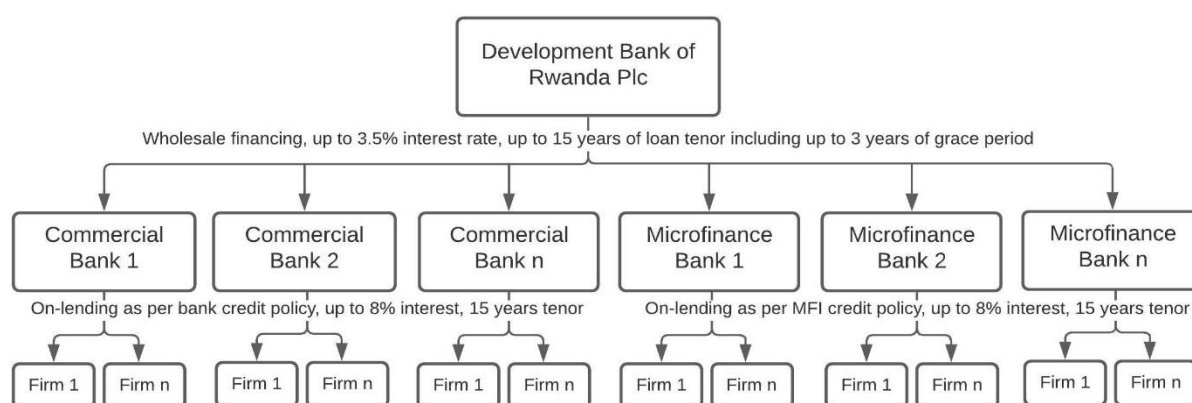 Development Bank of
Rwanda Plc
Wholesale financing, up to 3.5% interest rate, up to 15 years of loan tenor including up to 3 years of grace period
Commercial
Bank 1
Commercial
Bank 2
Commercial
Bank n
Microfinance
Bank 1
Microfinance
Bank 2
Microfinance
Bank n
On-lending as per bank credit policy, up to 8% interest, 15 years tenor
On-lending as per MFI credit policy, up to 8% interest, 15 years tenor
Firm 1
Firm n
Firm 1
Firm n
Firm 1
Firm n
Firm 1
Firm n
Firm 1
Firm n
Firm 1
Firm n